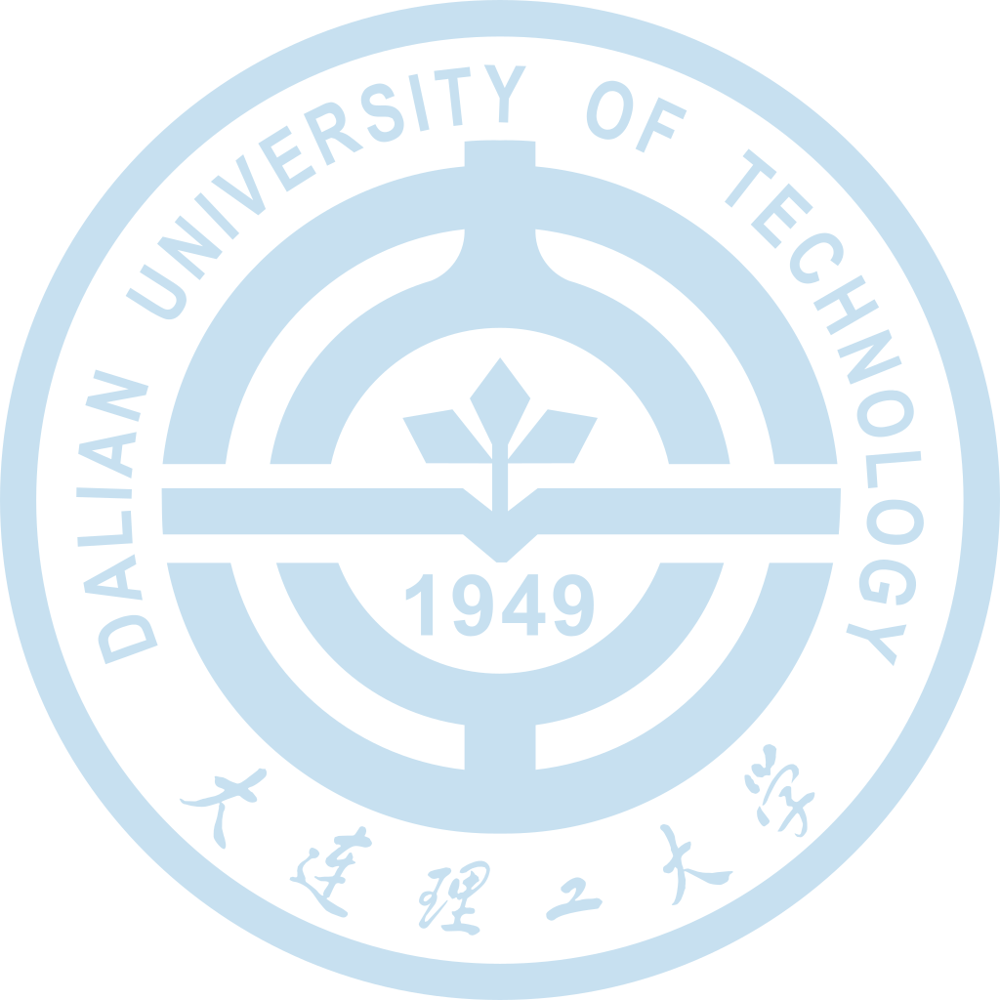 DALIAN UNIVERSITY OF TECHNOLOGY
1949
大连理工大学